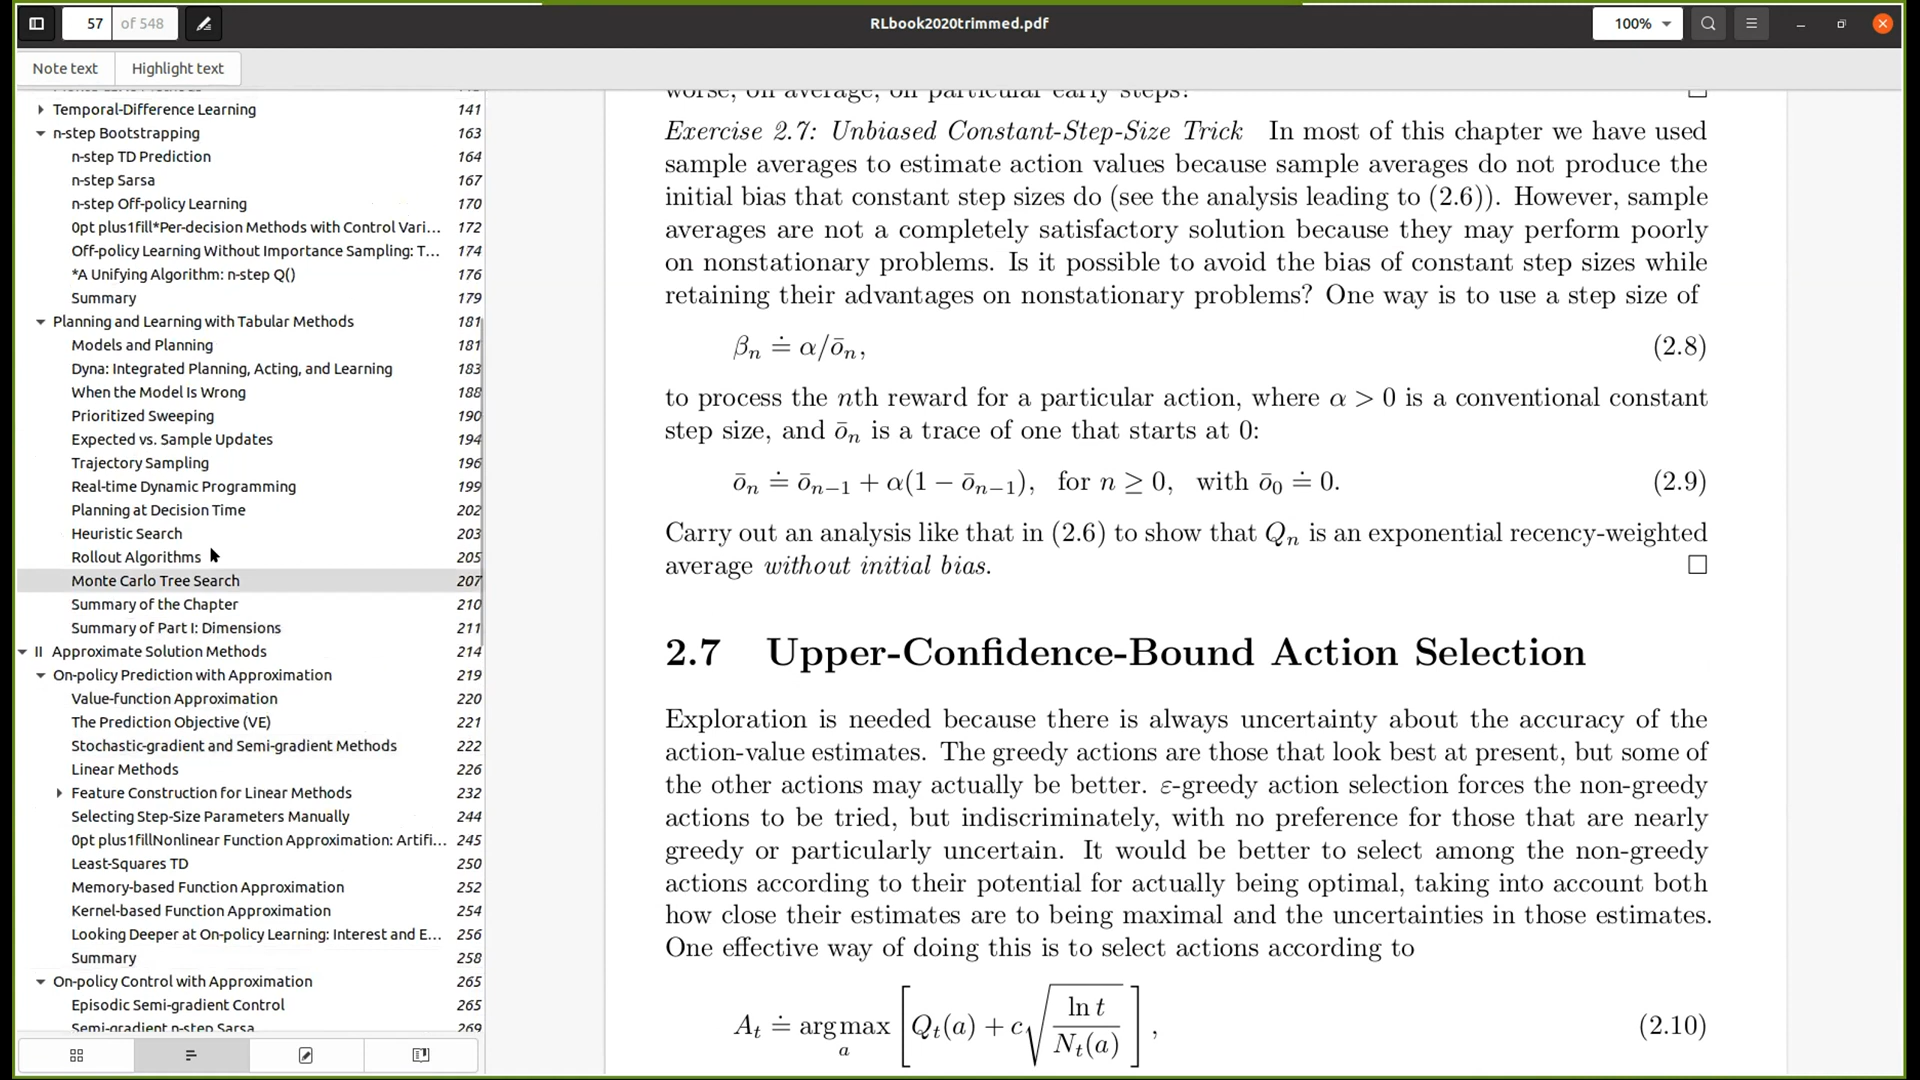 57 of 548
RLbook2020trimmed.pdf
100%
Note text Highlight text
Temporal-Difference Learning 141
n-step Bootstrapping 163
n-step TD Prediction 164
n-step Sarsa 167
n-step Off-policy Learning 170
0pt plus1fill*Per-decision Methods with Control Vari... 172
Off-policy Learning Without Importance Sampling: T... 174
*A Unifying Algorithm: n-step Q() 176
Summary 179
Planning and Learning with Tabular Methods 181
Models and Planning 181
Dyna: Integrated Planning, Acting, and Learning 183
When the Model Is Wrong 188
Prioritized Sweeping 190
Expected vs. Sample Updates 194
Trajectory Sampling 196
Real-time Dynamic Programming 199
Planning at Decision Time 202
Heuristic Search 203
Rollout Algorithms 205
Monte Carlo Tree Search 207
Summary of the Chapter 210
Summary of Part I: Dimensions 211
II Approximate Solution Methods 214
On-policy Prediction with Approximation 219
Value-function Approximation 220
The Prediction Objective (VE) 221
Stochastic-gradient and Semi-gradient Methods 222
Linear Methods 226
Feature Construction for Linear Methods 232
Selecting Step-Size Parameters Manually 244
0pt plus1fillNonlinear Function Approximation: Artifi... 245
Least-Squares TD 250
Memory-based Function Approximation 252
Kernel-based Function Approximation 254
Looking Deeper at On-policy Learning: Interest and E... 256
Summary 258
On-policy Control with Approximation 265
Episodic Semi-gradient Control 265
Semi-gradient n-step Sarsa 269
worse, on average, on particular early steps? □
Exercise 2.7: Unbiased Constant-Step-Size Trick In most of this chapter we have used
sample averages to estimate action values because sample averages do not produce the
initial bias that constant step sizes do (see the analysis leading to (2.6)). However, sample
averages are not a completely satisfactory solution because they may perform poorly
on nonstationary problems. Is it possible to avoid the bias of constant step sizes while
retaining their advantages on nonstationary problems? One way is to use a step size of
βn ≐ α/ōn, (2.8)
to process the nth reward for a particular action, where α > 0 is a conventional constant
step size, and ōn is a trace of one that starts at 0:
ōn ≐ ōn−1 + α(1 − ōn−1), for n ≥ 0, with ō0 ≐ 0. (2.9)
Carry out an analysis like that in (2.6) to show that Qn is an exponential recency-weighted
average without initial bias. □
2.7 Upper-Confidence-Bound Action Selection
Exploration is needed because there is always uncertainty about the accuracy of the
action-value estimates. The greedy actions are those that look best at present, but some of
the other actions may actually be better. ε-greedy action selection forces the non-greedy
actions to be tried, but indiscriminately, with no preference for those that are nearly
greedy or particularly uncertain. It would be better to select among the non-greedy
actions according to their potential for actually being optimal, taking into account both
how close their estimates are to being maximal and the uncertainties in those estimates.
One effective way of doing this is to select actions according to
At ≐ argmax a [Qt(a) + c√(ln t / Nt(a))], (2.10)